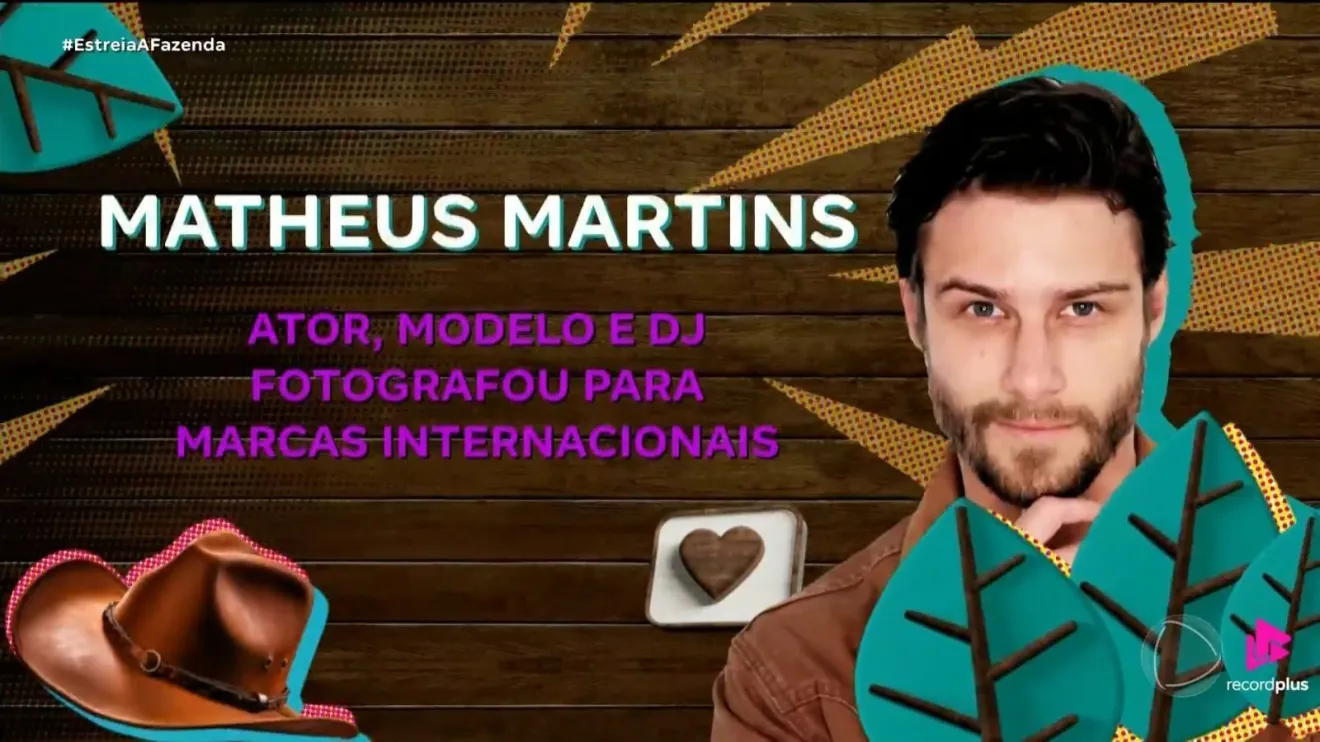 #EstreiaAFazenda
MATHEUS MARTINS
ATOR, MODELO E DJ
FOTOGRAFOU PARA
MARCAS INTERNACIONAIS
recordplus